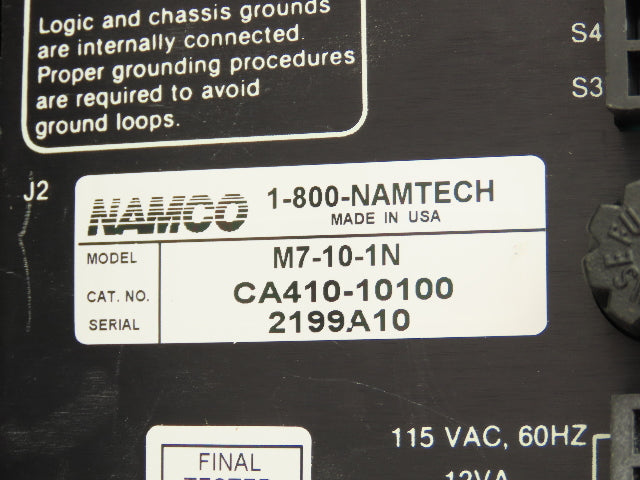 Logic and chassis grounds
are internally connected.
Proper grounding procedures
are required to avoid
ground loops.
S4
S3
J2
NAMCO 1-800-NAMTECH
MADE IN USA
MODEL M7-10-1N
CAT. NO. CA410-10100
SERIAL 2199A10
115 VAC, 60HZ
12VA
FINAL